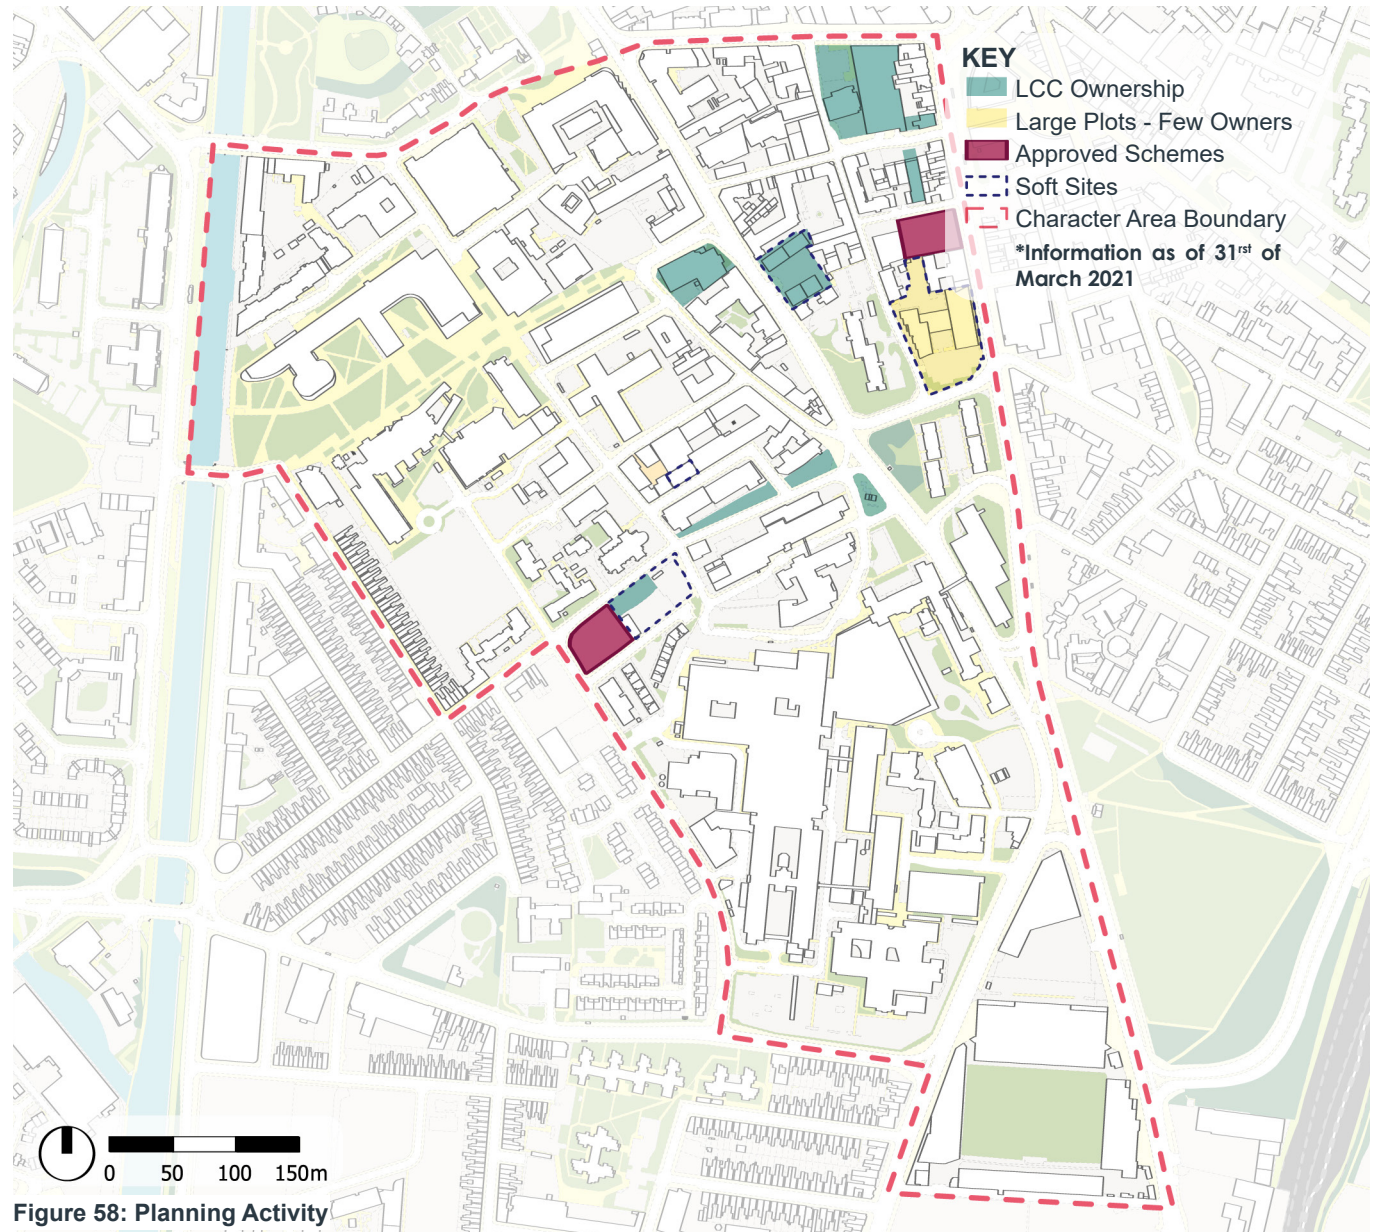 KEY
LCC Ownership
Large Plots - Few Owners
Approved Schemes
Soft Sites
Character Area Boundary
*Information as of 31rst of
March 2021
0 50 100 150m
Figure 58: Planning Activity